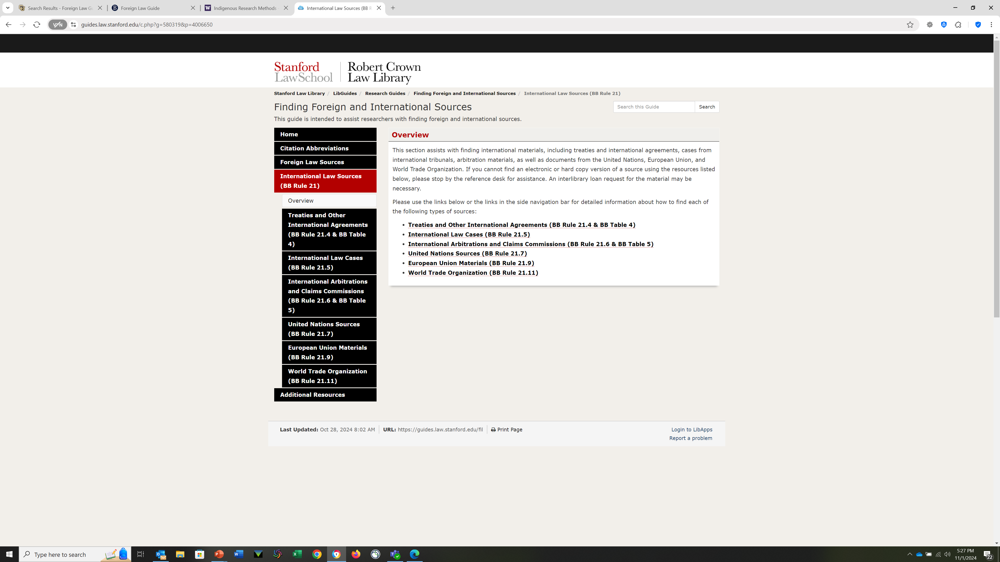 Search Results - Foreign Law Gu
Foreign Law Guide
Indigenous Research Methods -
International Law Sources (BB R
VPN
guides.law.stanford.edu/c.php?g=580319&p=4006650
Stanford
LawSchool
Robert Crown
Law Library
Stanford Law Library / LibGuides / Research Guides / Finding Foreign and International Sources / International Law Sources (BB Rule 21)
Finding Foreign and International Sources
Search this Guide
Search
This guide is intended to assist researchers with finding foreign and international sources.
Home
Citation Abbreviations
Foreign Law Sources
International Law Sources
(BB Rule 21)
Overview
Treaties and Other
International Agreements
(BB Rule 21.4 & BB Table
4)
International Law Cases
(BB Rule 21.5)
International Arbitrations
and Claims Commissions
(BB Rule 21.6 & BB Table
5)
United Nations Sources
(BB Rule 21.7)
European Union Materials
(BB Rule 21.9)
World Trade Organization
(BB Rule 21.11)
Additional Resources
Overview
This section assists with finding international materials, including treaties and international agreements, cases from
international tribunals, arbitration materials, as well as documents from the United Nations, European Union, and
World Trade Organization. If you cannot find an electronic or hard copy version of a source using the resources listed
below, please stop by the reference desk for assistance. An interlibrary loan request for the material may be
necessary.
Please use the links below or the links in the side navigation bar for detailed information about how to find each of
the following types of sources:
• Treaties and Other International Agreements (BB Rule 21.4 & BB Table 4)
• International Law Cases (BB Rule 21.5)
• International Arbitrations and Claims Commissions (BB Rule 21.6 & BB Table 5)
• United Nations Sources (BB Rule 21.7)
• European Union Materials (BB Rule 21.9)
• World Trade Organization (BB Rule 21.11)
Last Updated: Oct 28, 2024 8:02 AM
URL: https://guides.law.stanford.edu/fil
Print Page
Login to LibApps
Report a problem
Type here to search
5:27 PM
11/1/2024
22